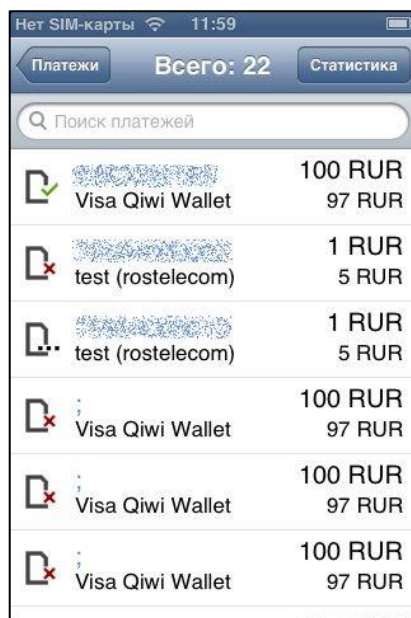 Нет SIM-карты 11:59
Платежи Всего: 22 Статистика
Поиск платежей
100 RUR
Visa Qiwi Wallet 97 RUR
1 RUR
test (rostelecom) 5 RUR
1 RUR
test (rostelecom) 5 RUR
; 100 RUR
Visa Qiwi Wallet 97 RUR
; 100 RUR
Visa Qiwi Wallet 97 RUR
; 100 RUR
Visa Qiwi Wallet 97 RUR